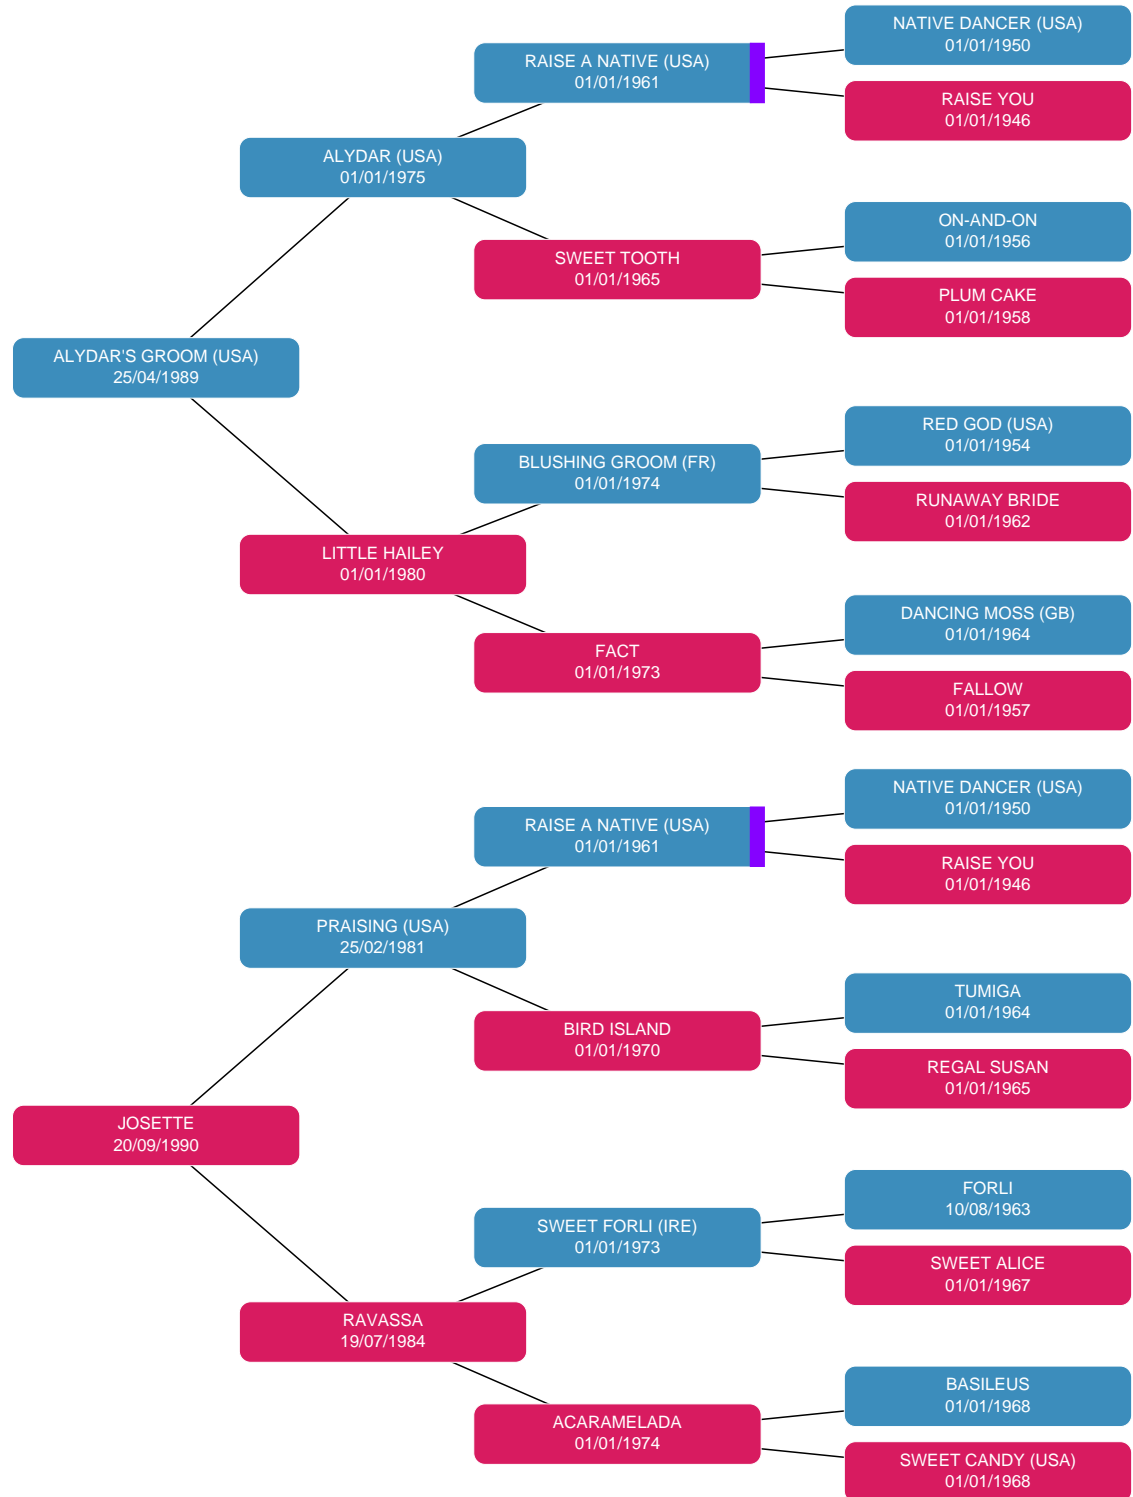 NATIVE DANCER (USA)
01/01/1950
RAISE A NATIVE (USA)
01/01/1961
RAISE YOU
01/01/1946
ALYDAR (USA)
01/01/1975
ON-AND-ON
01/01/1956
SWEET TOOTH
01/01/1965
PLUM CAKE
01/01/1958
ALYDAR'S GROOM (USA)
25/04/1989
RED GOD (USA)
01/01/1954
BLUSHING GROOM (FR)
01/01/1974
RUNAWAY BRIDE
01/01/1962
LITTLE HAILEY
01/01/1980
DANCING MOSS (GB)
01/01/1964
FACT
01/01/1973
FALLOW
01/01/1957
NATIVE DANCER (USA)
01/01/1950
RAISE A NATIVE (USA)
01/01/1961
RAISE YOU
01/01/1946
PRAISING (USA)
25/02/1981
TUMIGA
01/01/1964
BIRD ISLAND
01/01/1970
REGAL SUSAN
01/01/1965
JOSETTE
20/09/1990
FORLI
10/08/1963
SWEET FORLI (IRE)
01/01/1973
SWEET ALICE
01/01/1967
RAVASSA
19/07/1984
BASILEUS
01/01/1968
ACARAMELADA
01/01/1974
SWEET CANDY (USA)
01/01/1968